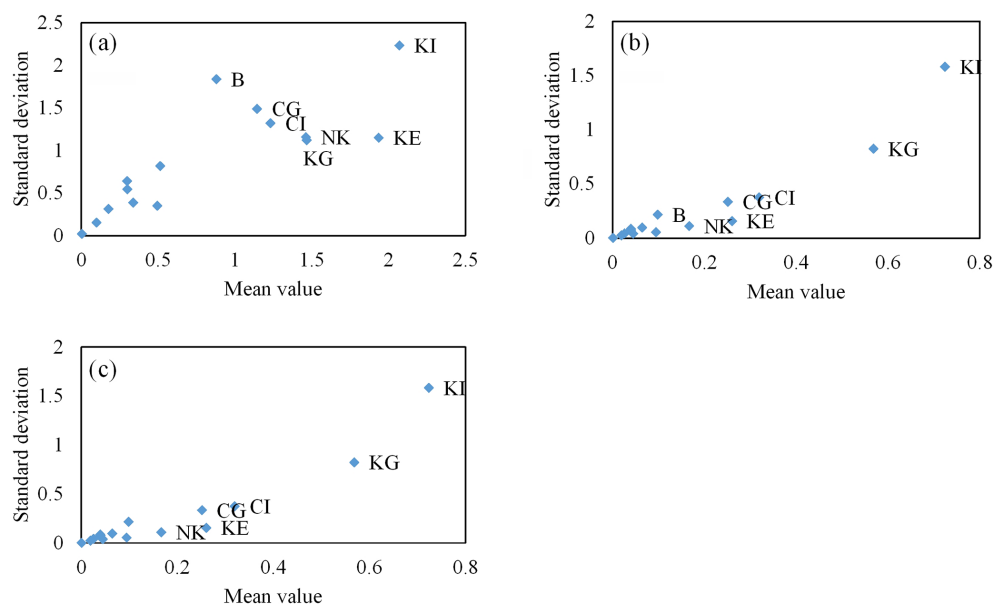 (a)
2.5
2
1.5
1
0.5
0
Standard deviation
KI
B
CG
CI
NK
KE
KG
0 0.5 1 1.5 2 2.5
Mean value
(b)
2
1.5
1
0.5
0
Standard deviation
KI
KG
CG CI
B
NK KE
0 0.2 0.4 0.6 0.8
Mean value
(c)
2
1.5
1
0.5
0
Standard deviation
KI
KG
CG CI
NK KE
0 0.2 0.4 0.6 0.8
Mean value